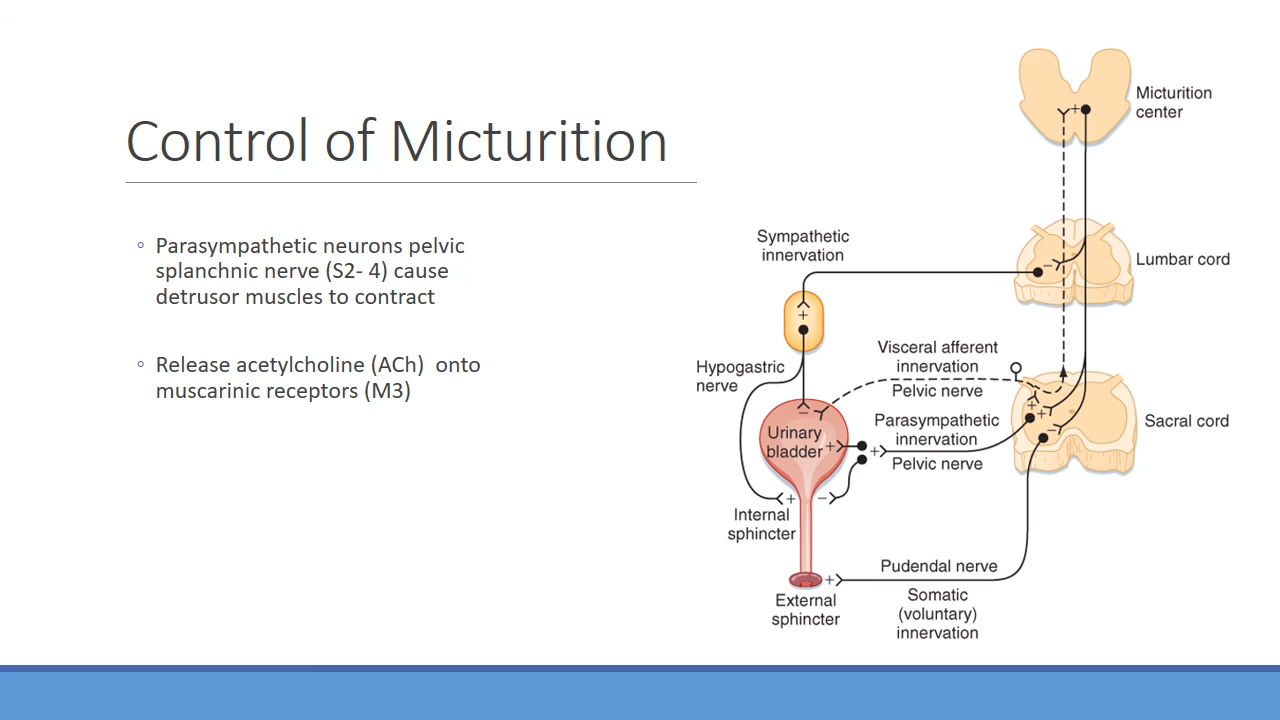 Control of Micturition
◦ Parasympathetic neurons pelvic
splanchnic nerve (S2- 4) cause
detrusor muscles to contract
◦ Release acetylcholine (ACh)  onto
muscarinic receptors (M3)
Micturition
center
+
Sympathetic
innervation
Lumbar cord
−
+
Hypogastric
nerve
Visceral afferent
innervation
Pelvic nerve
−
Urinary
bladder
+
Parasympathetic
innervation
+
Pelvic nerve
+
+
−
Sacral cord
+
−
Internal
sphincter
+
Pudendal nerve
External
sphincter
Somatic
(voluntary)
innervation